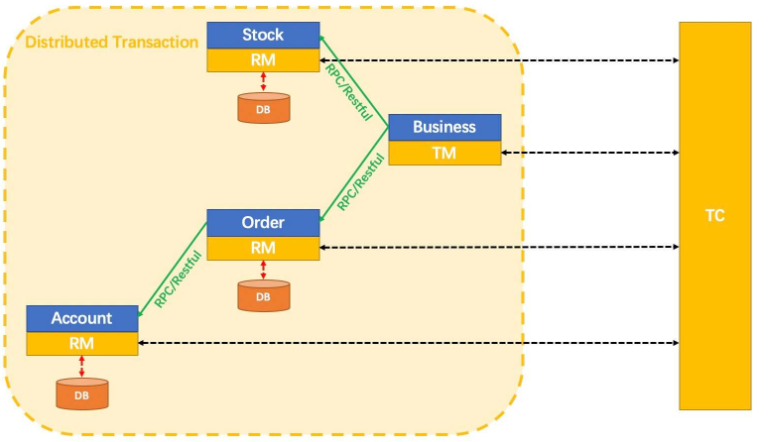 Distributed Transaction
Stock
RM
DB
RPC/Restful
Business
TM
RPC/Restful
Order
RM
DB
RPC/Restful
Account
RM
DB
TC